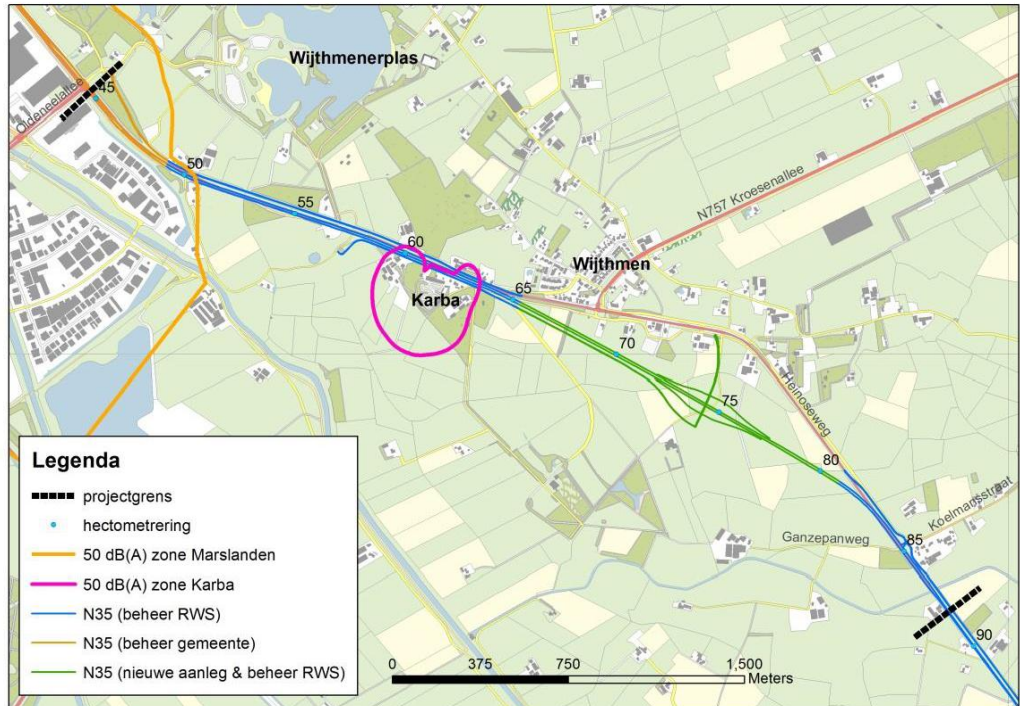 Wijthmenerplas
45
Oldeneelallee
N757 Kroesenallee
50
55
60
Wijthmen
Karba
65
70
75
Heinoseweg
80
Koelmansstraat
85
Ganzepanweg
90
Legenda
projectgrens
hectometrering
50 dB(A) zone Marslanden
50 dB(A) zone Karba
N35 (beheer RWS)
N35 (beheer gemeente)
N35 (nieuwe aanleg & beheer RWS)
0 375 750 1,500
Meters